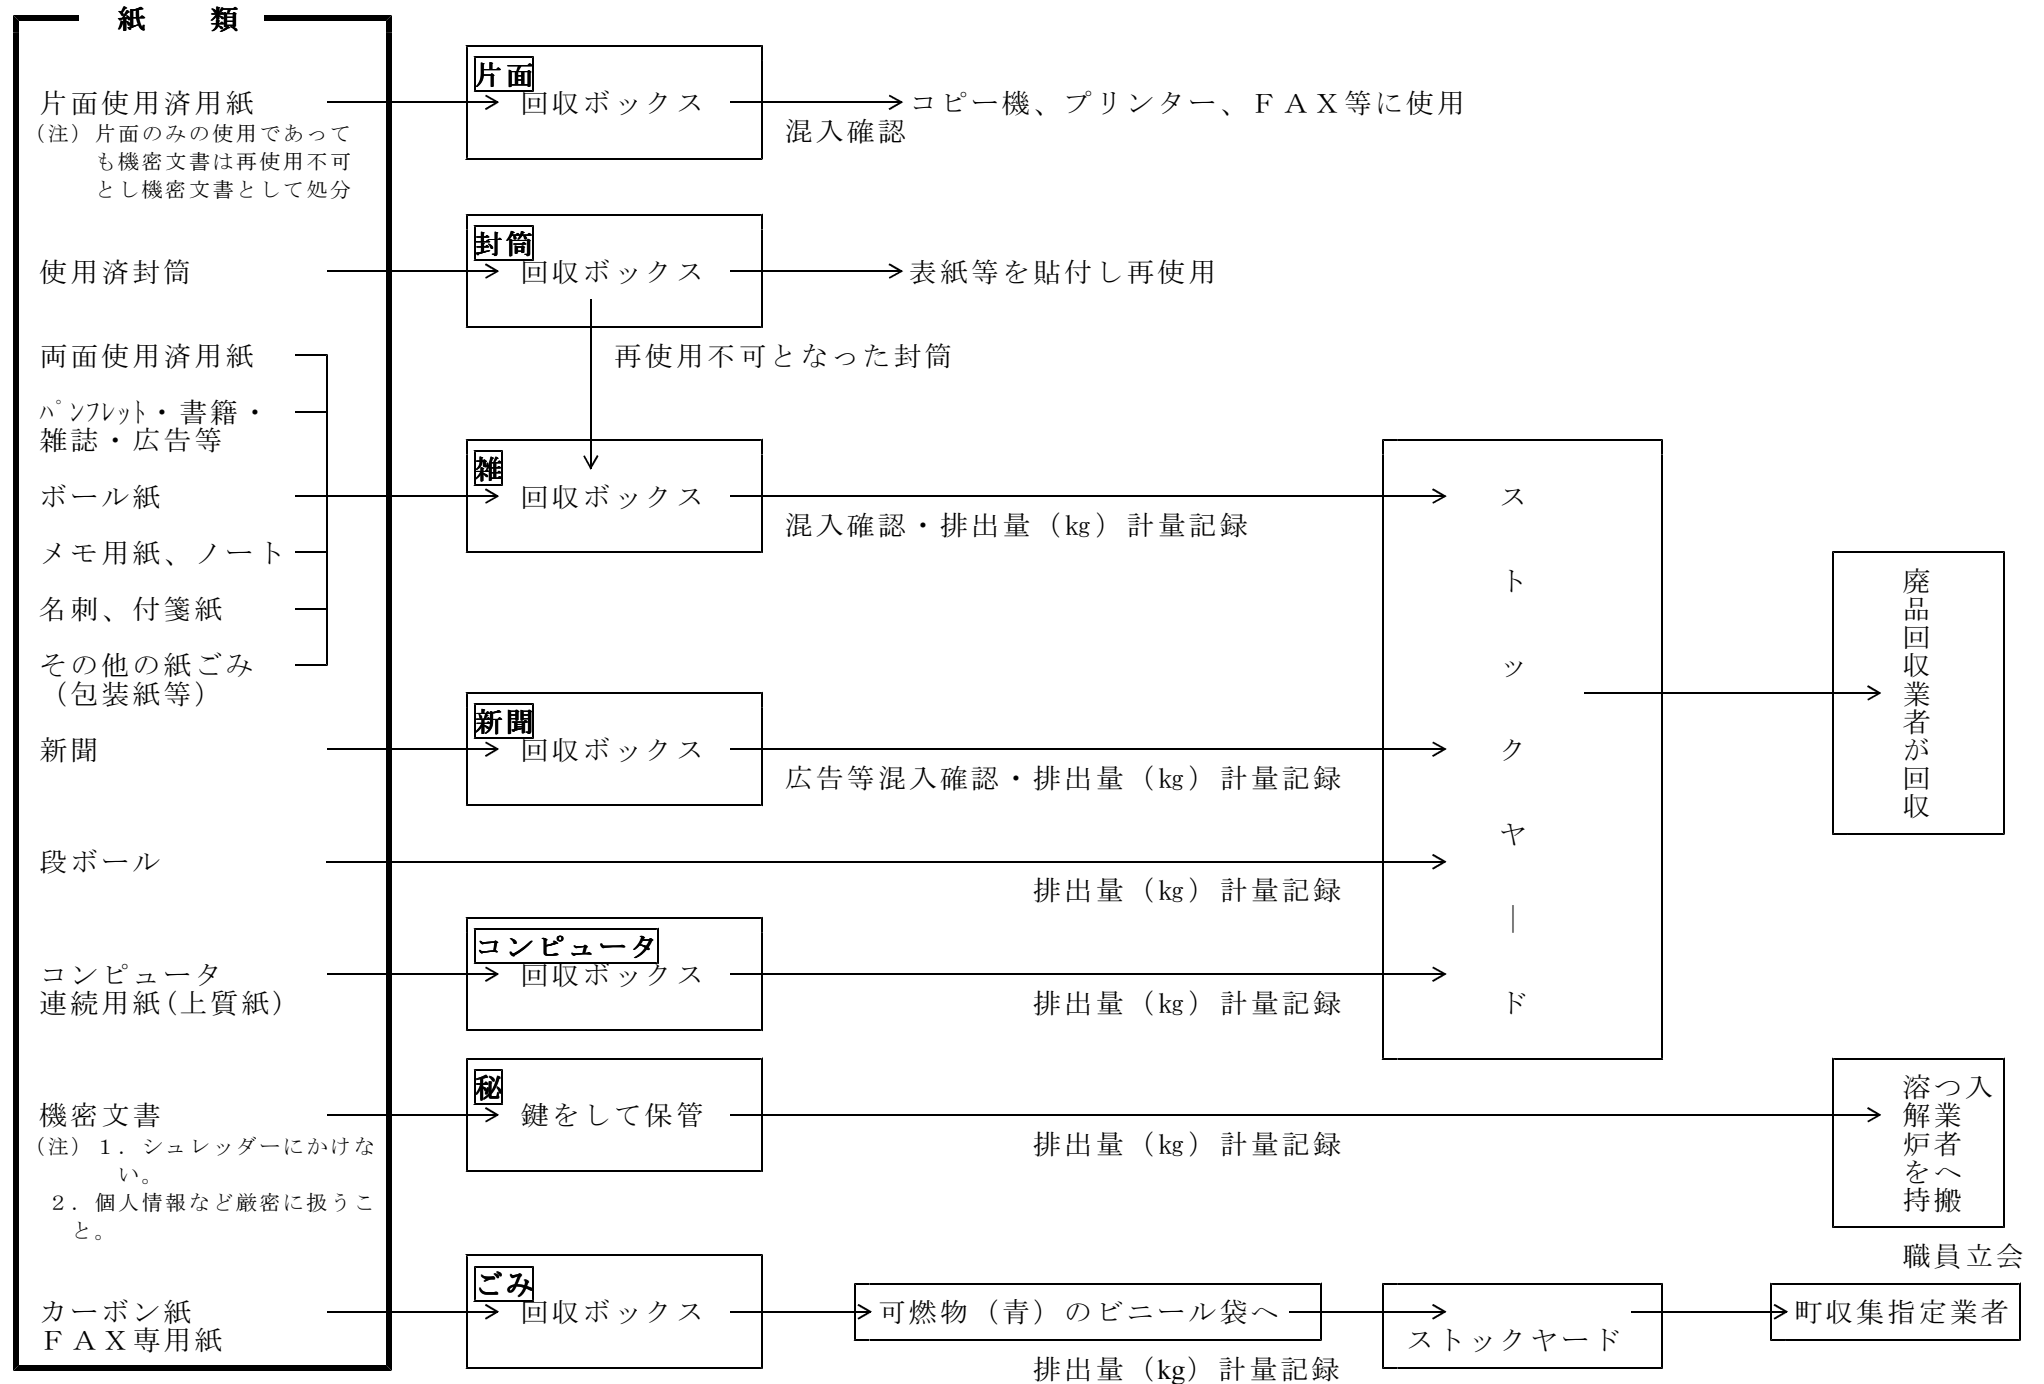 紙　類
片面
片面使用済用紙
回収ボックス
コピー機、プリンター、ＦＡＸ等に使用
混入確認
（注）片面のみの使用であって
も機密文書は再使用不可
とし機密文書として処分
封筒
使用済封筒
回収ボックス
表紙等を貼付し再使用
両面使用済用紙
再使用不可となった封筒
ﾊﾟﾝﾌﾚｯﾄ・書籍・
雑誌・広告等
雑
ボール紙
回収ボックス
混入確認・排出量（㎏）計量記録
メモ用紙、ノート
名刺、付箋紙
その他の紙ごみ
（包装紙等）
新聞
新聞
回収ボックス
広告等混入確認・排出量（㎏）計量記録
段ボール
排出量（㎏）計量記録
コンピュータ
コンピュータ
連続用紙(上質紙)
回収ボックス
排出量（㎏）計量記録
ストックヤード
廃品回収業者が回収
秘
機密文書
鍵をして保管
排出量（㎏）計量記録
（注）１．シュレッダーにかけな
い。
２．個人情報など厳密に扱うこ
と。
入
つ業者へ搬
溶解炉を持
職員立会
ごみ
カーボン紙
ＦＡＸ専用紙
回収ボックス
可燃物（青）のビニール袋へ
排出量（kg）計量記録
ストックヤード
町収集指定業者